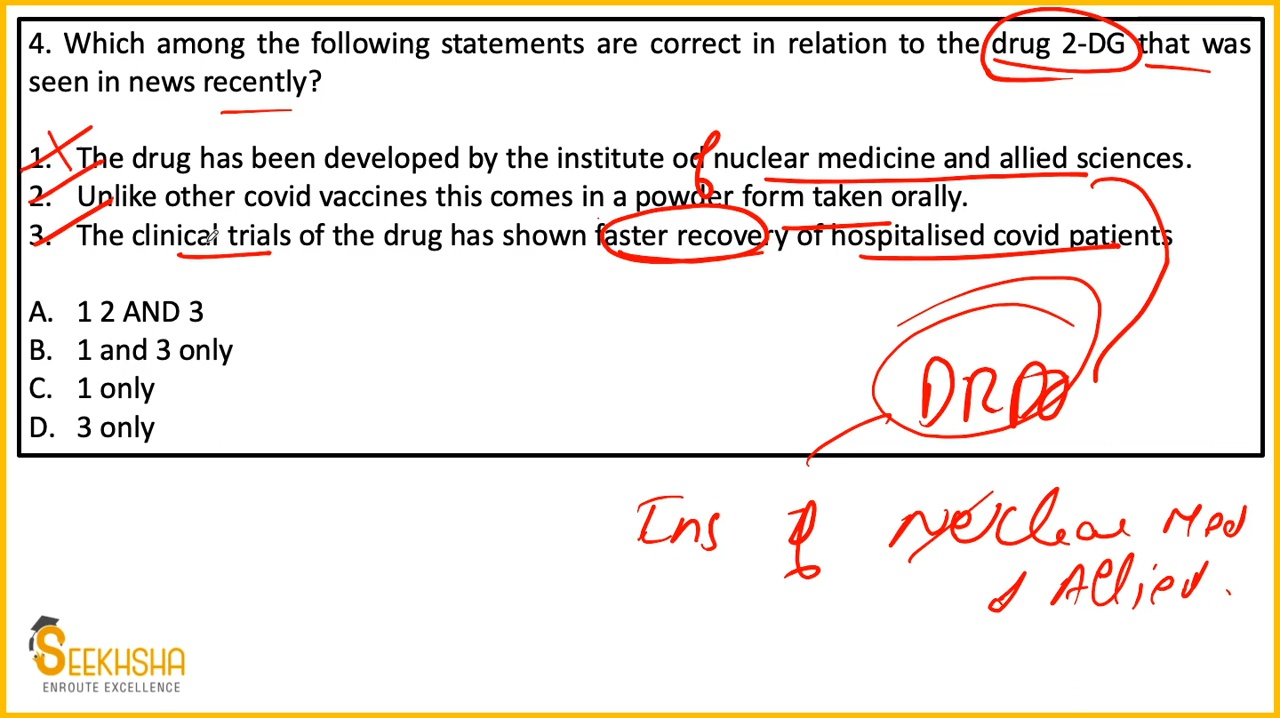 4. Which among the following statements are correct in relation to the drug 2-DG that was
seen in news recently?
1. The drug has been developed by the institute od nuclear medicine and allied sciences.
2. Unlike other covid vaccines this comes in a powder form taken orally.
3. The clinical trials of the drug has shown faster recovery of hospitalised covid patients
A. 1 2 AND 3
B. 1 and 3 only
C. 1 only
D. 3 only
DRDO
Ins of Nuclear Med
& Allied.
SEEKHSHA
ENROUTE EXCELLENCE